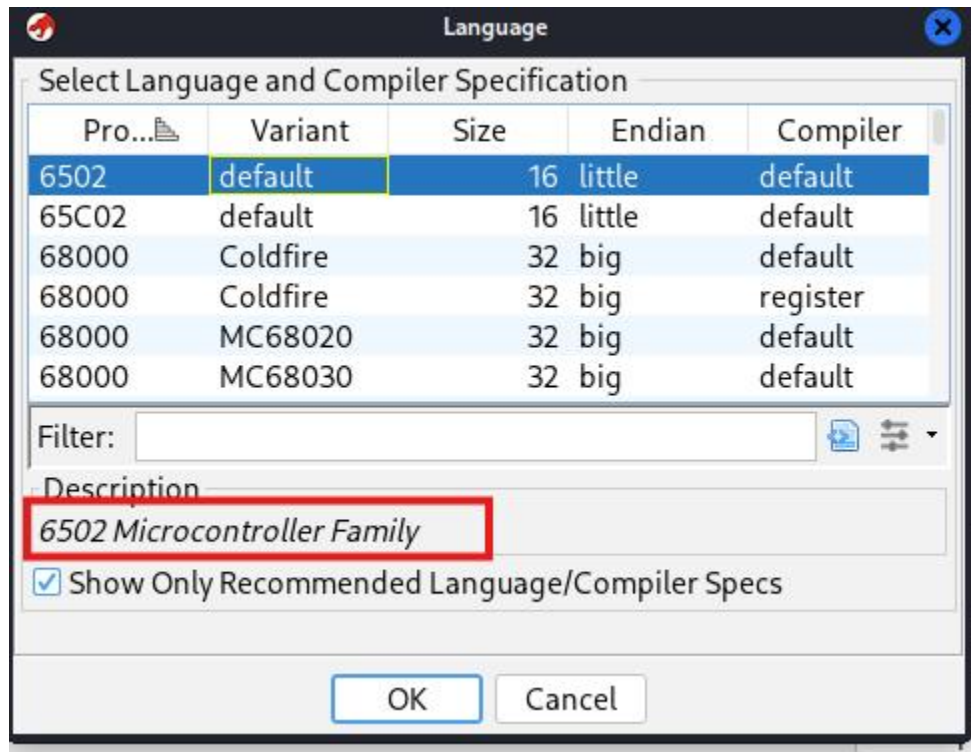 Language
Select Language and Compiler Specification
Pro... Variant Size Endian Compiler
6502 default 16 little default
65C02 default 16 little default
68000 Coldfire 32 big default
68000 Coldfire 32 big register
68000 MC68020 32 big default
68000 MC68030 32 big default
Filter:
Description
6502 Microcontroller Family
Show Only Recommended Language/Compiler Specs
OK Cancel